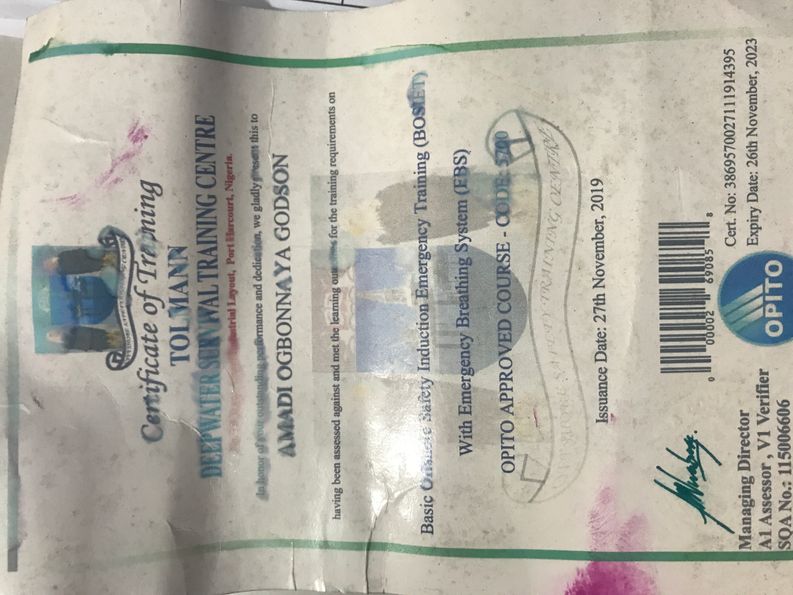 Certificate of Training
TOLMANN
DEEPWATER SURVIVAL TRAINING CENTRE
Industrial Layout, Port Harcourt, Nigeria.
In honor of your outstanding performance and dedication, we gladly present this to
AMADI OGBONNAYA GODSON
having been assessed against and met the learning outcomes for the training requirements on
Basic Offshore Safety Induction Emergency Training (BOSIET)
With Emergency Breathing System (EBS)
OPITO APPROVED COURSE - CODE: 5700
OFFSHORE SAFETY TRAINING CENTRE
Issuance Date: 27th November, 2019
0 00002 69085 8
Managing Director
A1 Assessor , V1 Verifier
SQA No.: 115006606
OPITO
Cert. No: 3869570027111914395
Expiry Date: 26th November, 2023